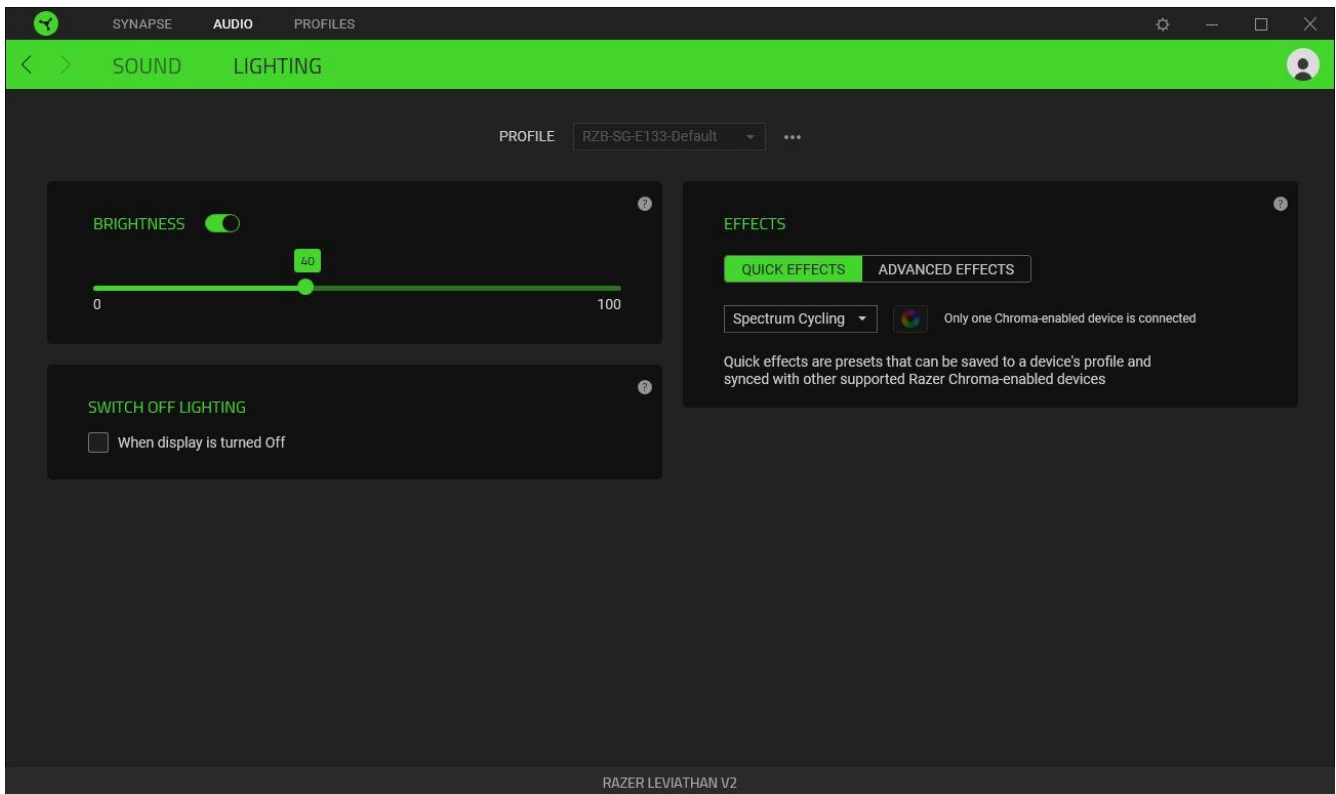 SYNAPSE AUDIO PROFILES
SOUND LIGHTING
PROFILE RZB-SG-E133-Default
BRIGHTNESS
40
0 100
SWITCH OFF LIGHTING
When display is turned Off
EFFECTS
QUICK EFFECTS ADVANCED EFFECTS
Spectrum Cycling Only one Chroma-enabled device is connected
Quick effects are presets that can be saved to a device's profile and
synced with other supported Razer Chroma-enabled devices
RAZER LEVIATHAN V2